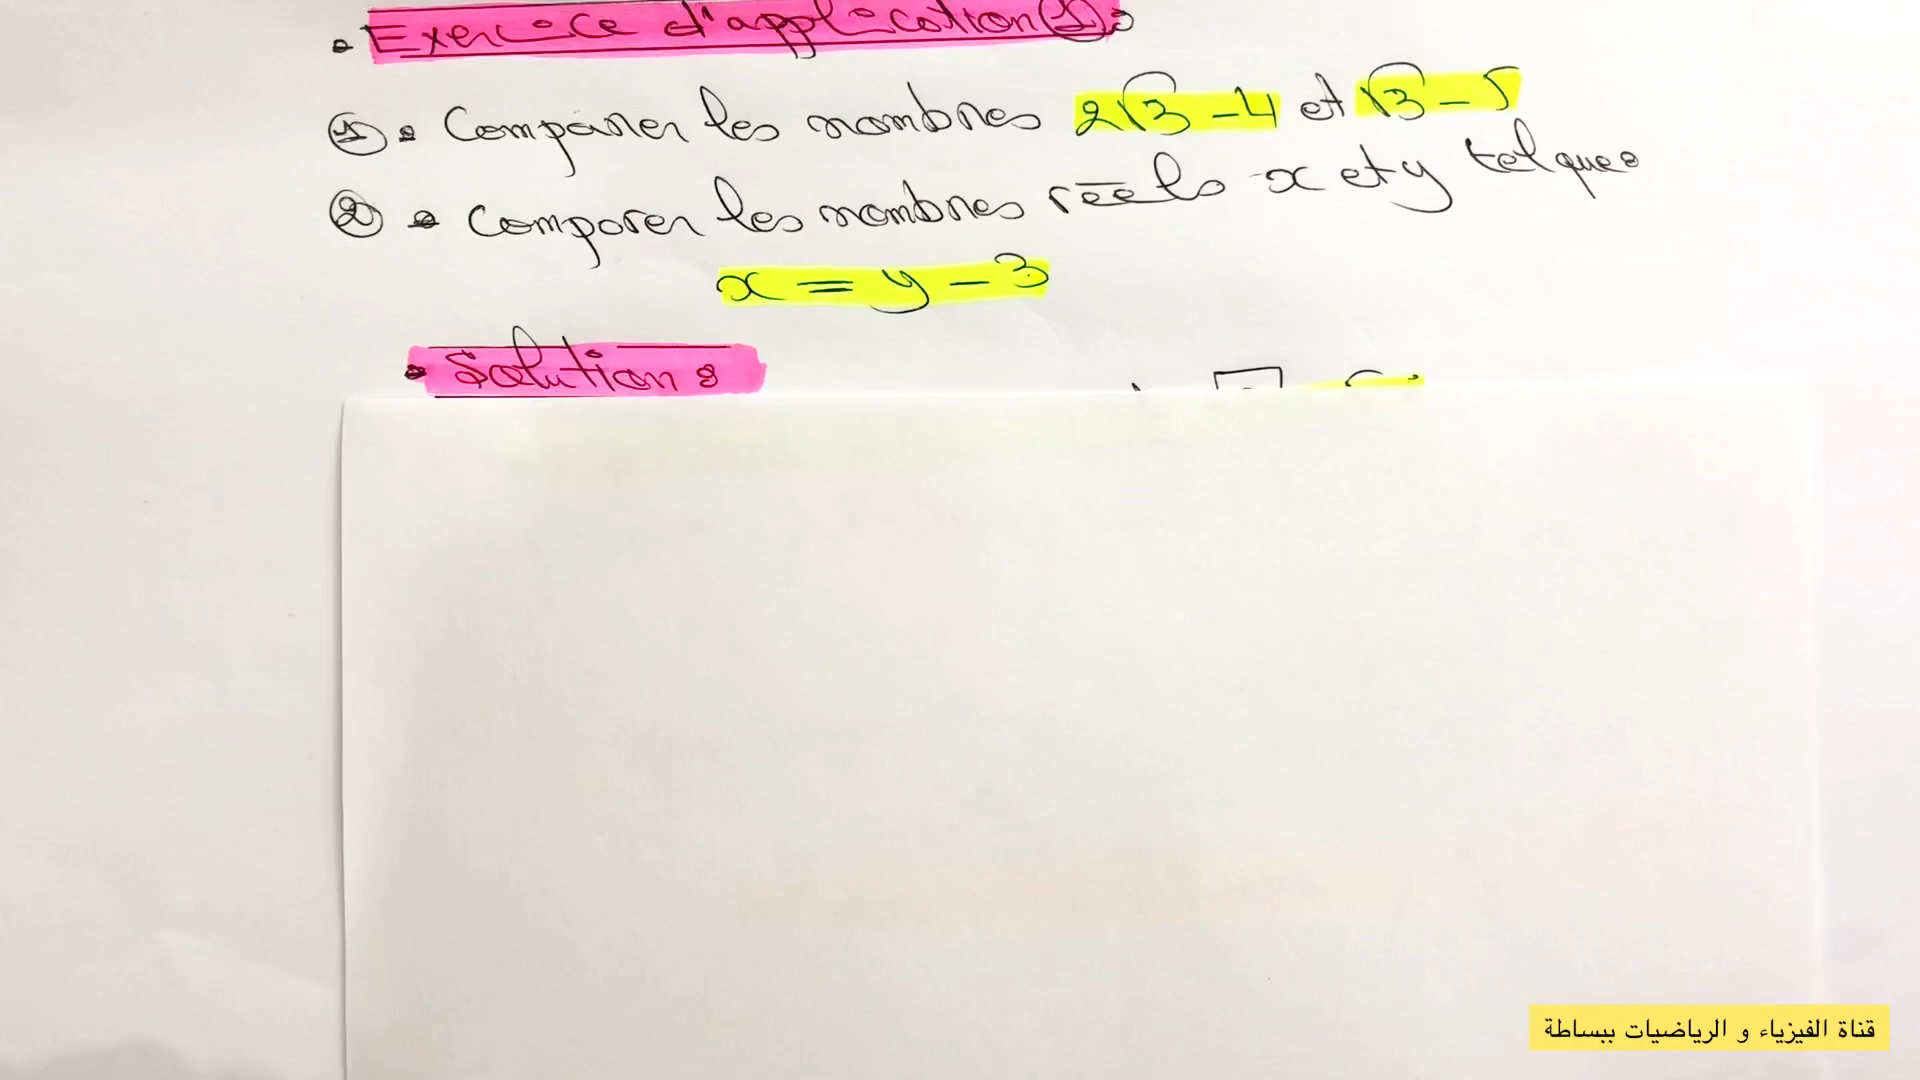 • Exercice d'application (1):
①• Comparer les nombres 2√3 - 4 et √3 - 5
②• Comparer les nombres réels x et y tel que:
x = y - 3
• Solution:
قناة الفيزياء و الرياضيات ببساطة